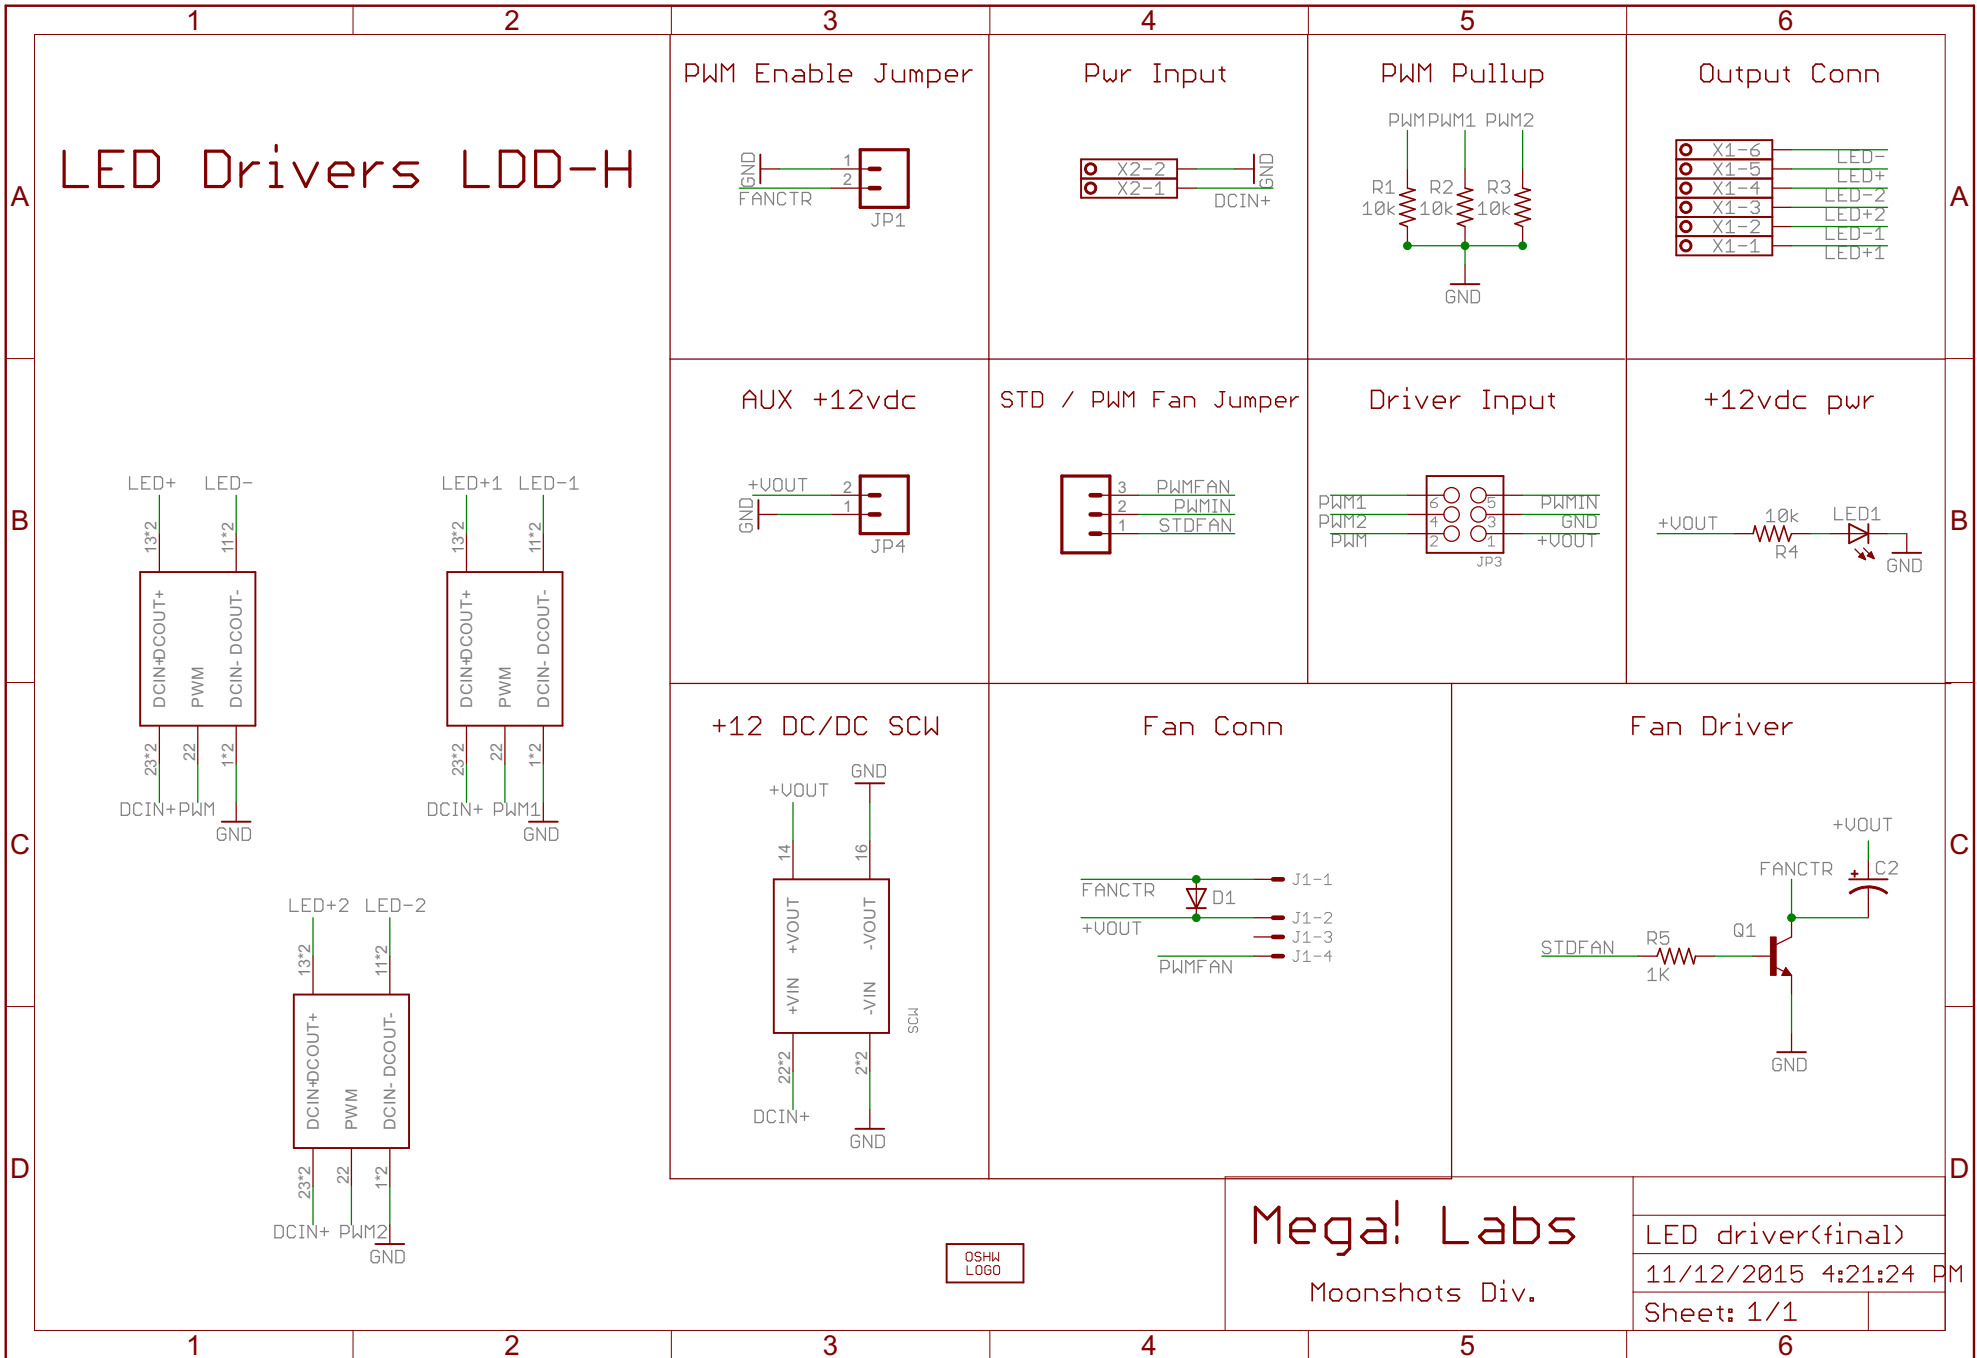 1 2 3 4 5 6
A
LED Drivers LDD-H
PWM Enable Jumper
GND
1
2
FANCTR
JP1
Pwr Input
X2-2
X2-1
GND
DCIN+
PWM Pullup
PWM PWM1 PWM2
R1 R2 R3
10k 10k 10k
GND
Output Conn
X1-6 LED-
X1-5 LED+
X1-4 LED-2
X1-3 LED+2
X1-2 LED-1
X1-1 LED+1
A
B
LED+ LED-
13*2 11*2
DCOUT+ DCOUT-
DCIN+ PWM DCIN-
23*2 22 1*2
DCIN+ PWM
GND
LED+1 LED-1
13*2 11*2
DCOUT+ DCOUT-
DCIN+ PWM DCIN-
23*2 22 1*2
DCIN+ PWM1
GND
AUX +12vdc
+VOUT 2
GND 1
JP4
STD / PWM Fan Jumper
3 PWMFAN
2 PWMIN
1 STDFAN
Driver Input
PWM1 6 5 PWMIN
PWM2 4 3 GND
PWM 2 1 +VOUT
JP3
+12vdc pwr
+VOUT
10k
R4
LED1
GND
B
C
LED+2 LED-2
13*2 11*2
DCOUT+ DCOUT-
DCIN+ PWM DCIN-
23*2 22 1*2
DCIN+ PWM2
GND
+12 DC/DC SCW
GND
+VOUT
14 16
+VOUT -VOUT
+VIN -VIN
SCW
22*2 2*2
DCIN+
GND
Fan Conn
FANCTR J1-1
D1
+VOUT J1-2
J1-3
PWMFAN J1-4
Fan Driver
+VOUT
FANCTR
C2
+
Q1
STDFAN
R5
1K
GND
C
D
D
OSHW
LOGO
Mega! Labs
Moonshots Div.
LED driver(final)
11/12/2015 4:21:24 PM
Sheet: 1/1
1 2 3 4 5 6